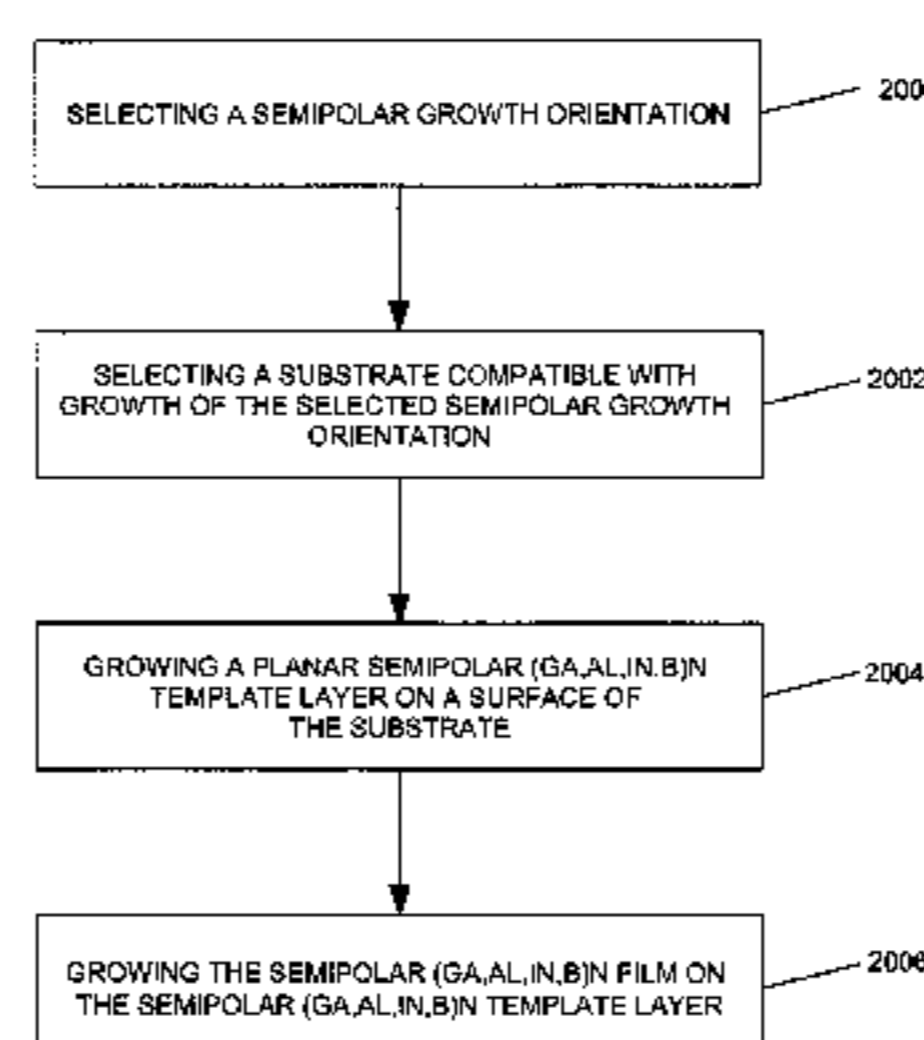 SELECTING A SEMIPOLAR GROWTH ORIENTATION
200
SELECTING A SUBSTRATE COMPATIBLE WITH
GROWTH OF THE SELECTED SEMIPOLAR GROWTH
ORIENTATION
2002
GROWING A PLANAR SEMIPOLAR (GA,AL,IN,B)N
TEMPLATE LAYER ON A SURFACE OF
THE SUBSTRATE
2004
GROWING THE SEMIPOLAR (GA,AL,IN,B)N FILM ON
THE SEMIPOLAR (GA,AL,IN,B)N TEMPLATE LAYER
2006